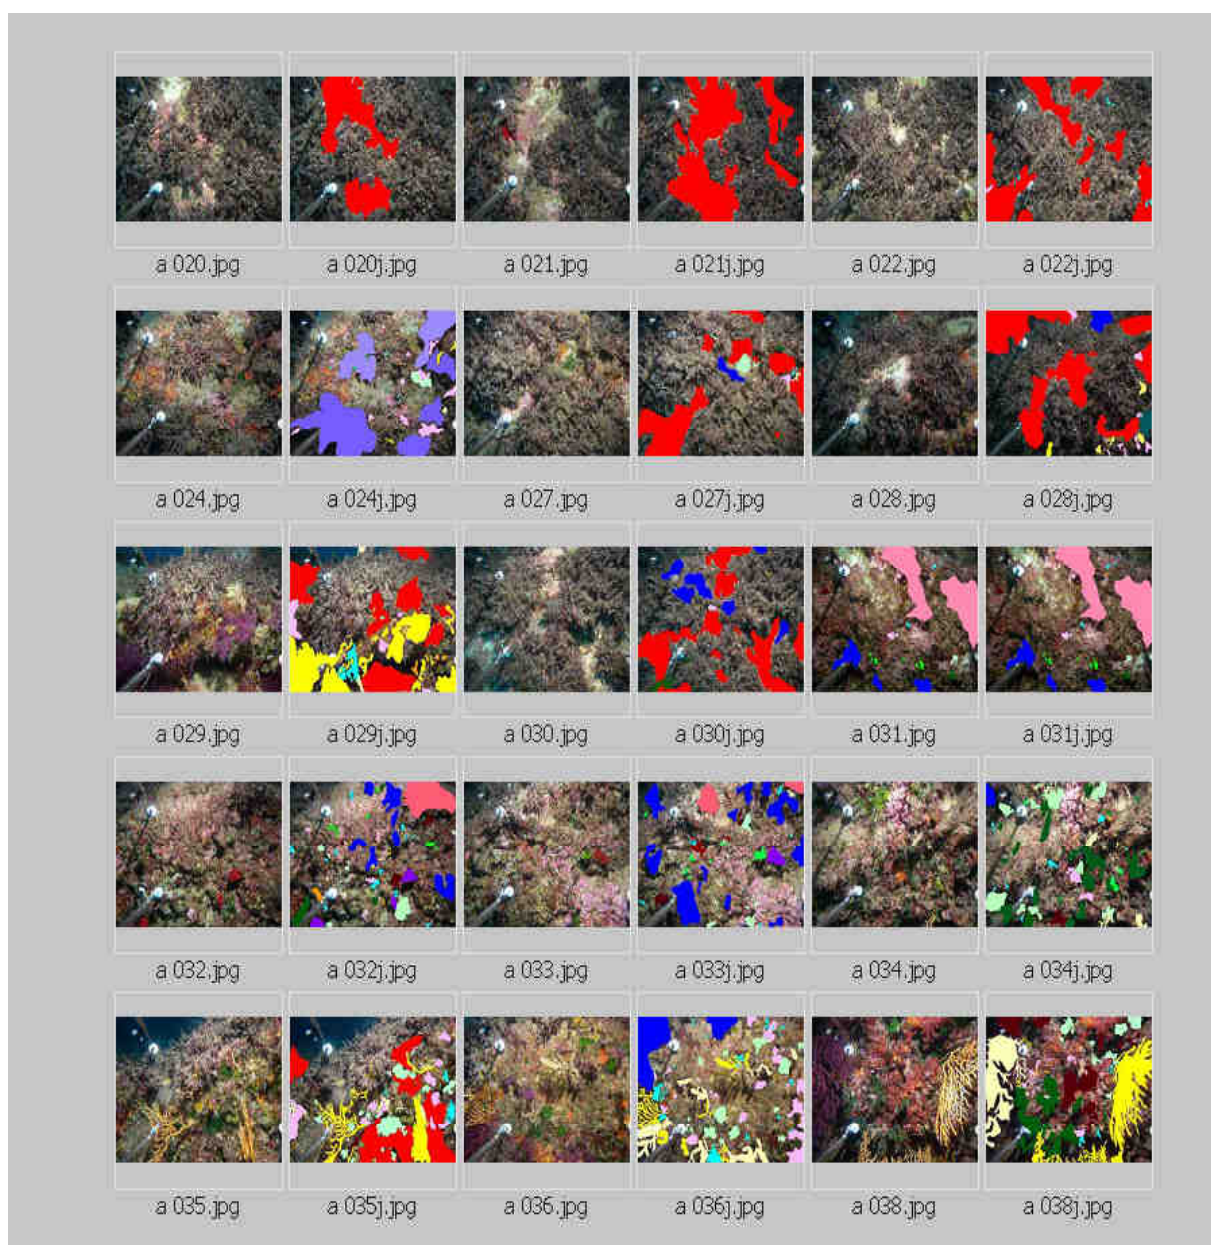 a 020.jpg a 020j.jpg a 021.jpg a 021j.jpg a 022.jpg a 022j.jpg
a 024.jpg a 024j.jpg a 027.jpg a 027j.jpg a 028.jpg a 028j.jpg
a 029.jpg a 029j.jpg a 030.jpg a 030j.jpg a 031.jpg a 031j.jpg
a 032.jpg a 032j.jpg a 033.jpg a 033j.jpg a 034.jpg a 034j.jpg
a 035.jpg a 035j.jpg a 036.jpg a 036j.jpg a 038.jpg a 038j.jpg